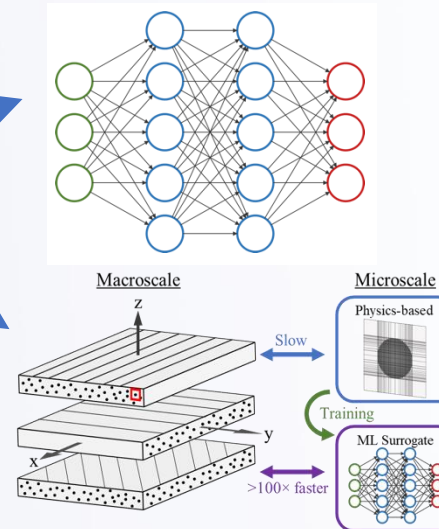 Macroscale
Microscale
z
Physics-based
Slow
Training
y
x
ML Surrogate
>100× faster